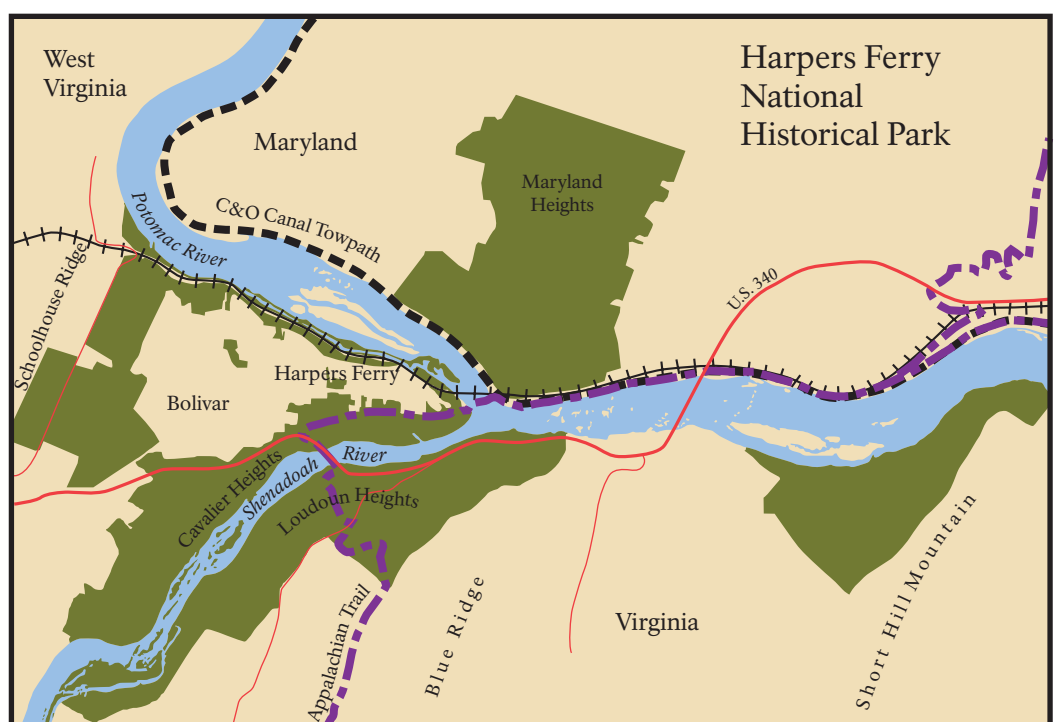 West
Virginia
Harpers Ferry
National
Historical Park
Maryland
Maryland
Heights
C&O Canal Towpath
Potomac River
Schoolhouse Ridge
U.S. 340
Harpers Ferry
Bolivar
River
Shenadoah
Cavalier Heights
Loudoun Heights
Appalachian Trail
Blue Ridge
Virginia
Short Hill Mountain